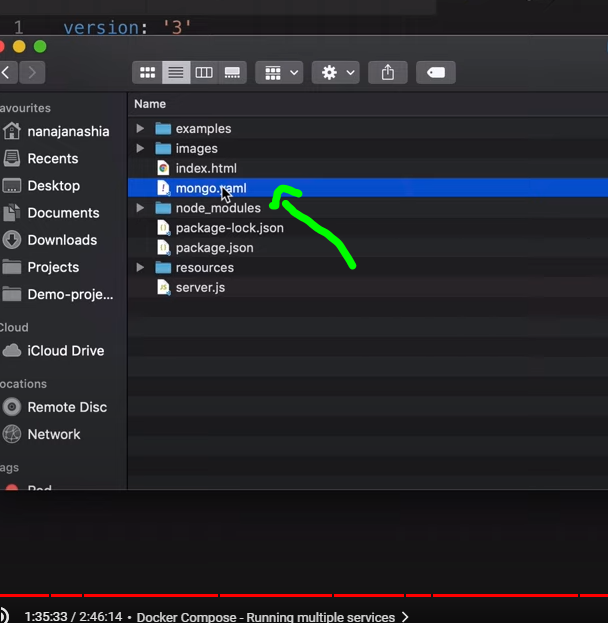 1 version: '3'
avourites
nanajanashia
Recents
Desktop
Documents
Downloads
Projects
Demo-proje...
Cloud
iCloud Drive
ocations
Remote Disc
Network
ags
Red
Name
examples
images
index.html
mongo.yaml
node_modules
package-lock.json
package.json
resources
server.js
1:35:33 / 2:46:14 • Docker Compose - Running multiple services >